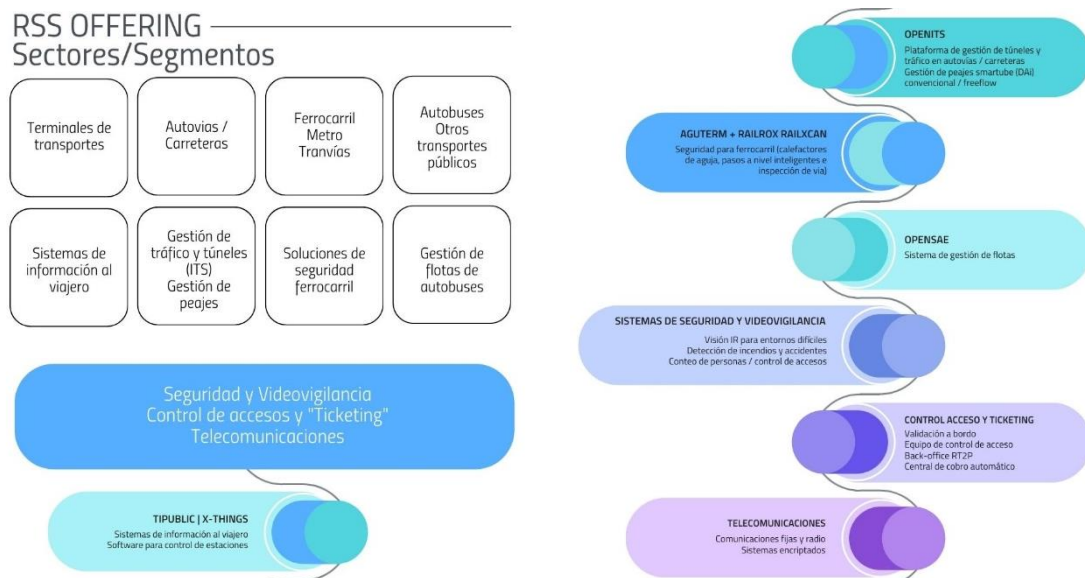 RSS OFFERING
Sectores/Segmentos
Terminales de
transportes
Autovias /
Carreteras
Ferrocarril
Metro
Tranvías
Autobuses
Otros
transportes
públicos
Sistemas de
información al
viajero
Gestión de
tráfico y túneles
(ITS)
Gestión de
peajes
Soluciones de
seguridad
ferrocarril
Gestión de
flotas de
autobuses
Seguridad y Videovigilancia
Control de accesos y "Ticketing"
Telecomunicaciones
TIPUBLIC | X-THINGS
Sistemas de información al viajero
Software para control de estaciones
OPENITS
Plataforma de gestión de túneles y
tráfico en autovías / carreteras
Gestión de peajes smartube (DAI)
convencional / freeflow
AGUTERM + RAILROX RAILXCAN
Seguridad para ferrocarril (calefactores
de aguja, pasos a nivel inteligentes e
inspección de via)
OPENSAE
Sistema de gestión de flotas
SISTEMAS DE SEGURIDAD Y VIDEOVIGILANCIA
Visión IR para entornos difíciles
Detección de incendios y accidentes
Conteo de personas / control de accesos
CONTROL ACCESO Y TICKETING
Validación a bordo
Equipo de control de acceso
Back-office RT2P
Central de cobro automático
TELECOMUNICACIONES
Comunicaciones fijas y radio
Sistemas encriptados